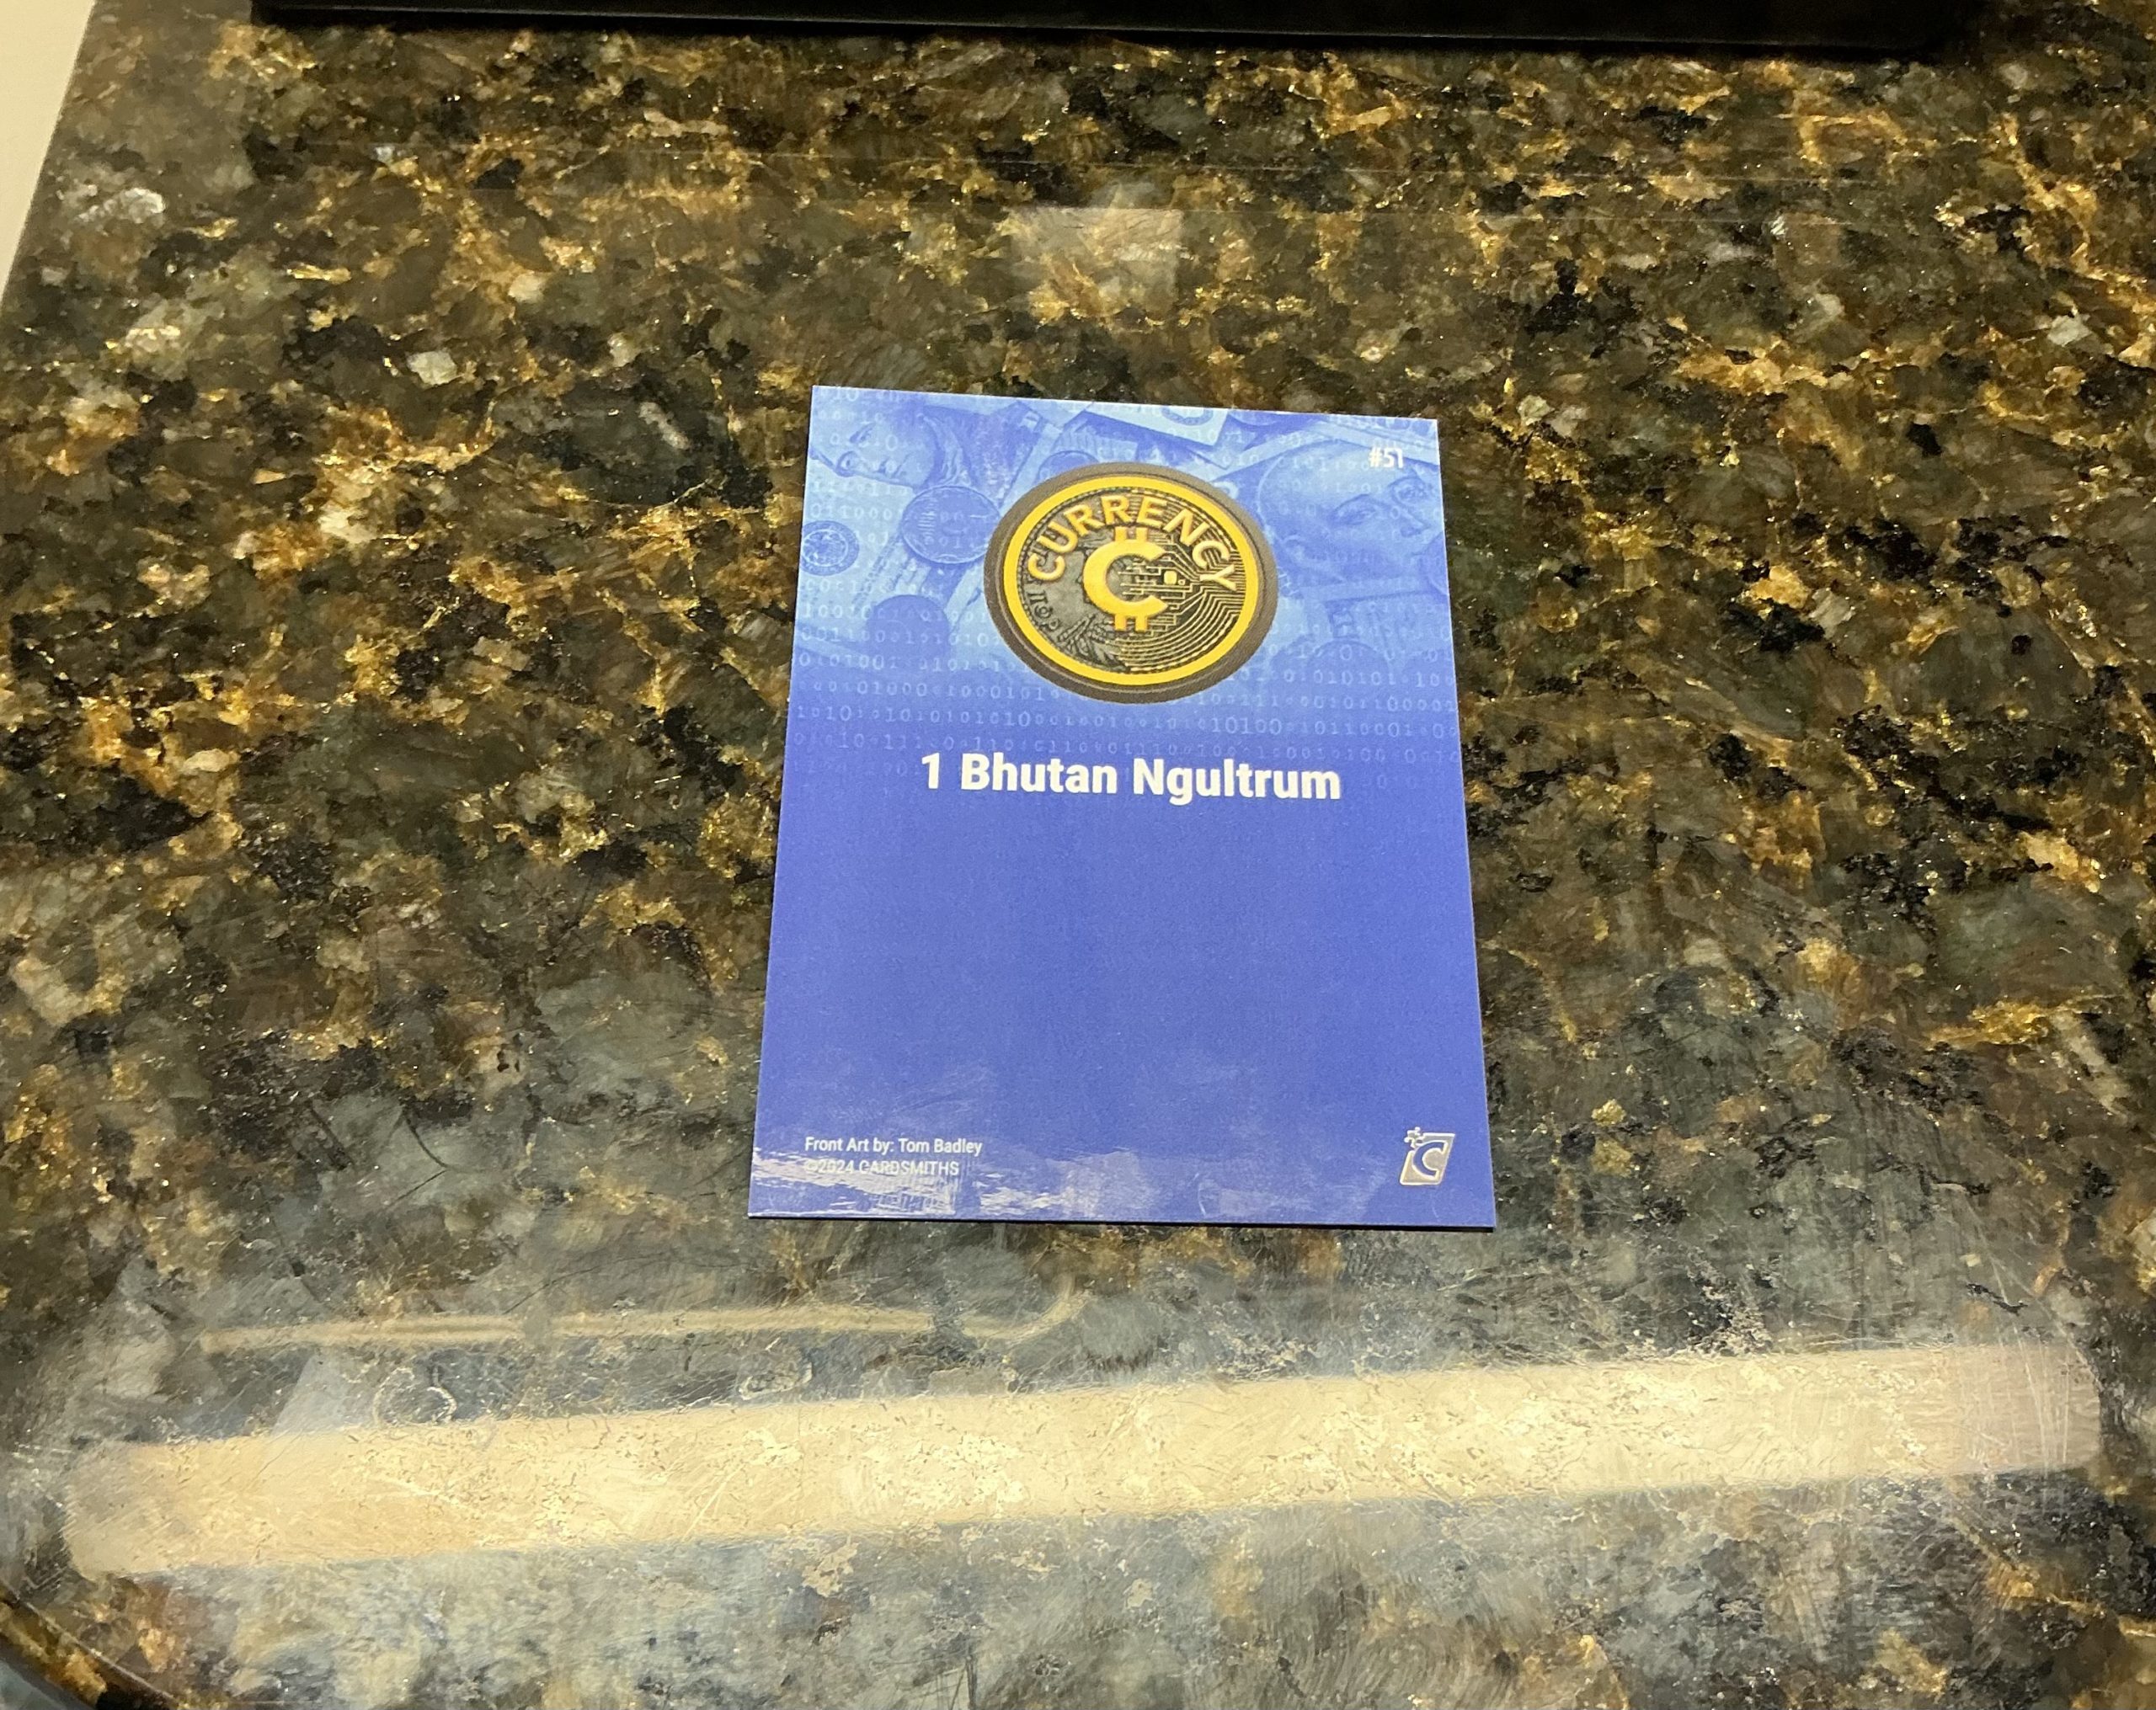 #51
CURRENCY
1 Bhutan Ngultrum
Front Art by: Tom Badley
©2024 CARDSMITHS